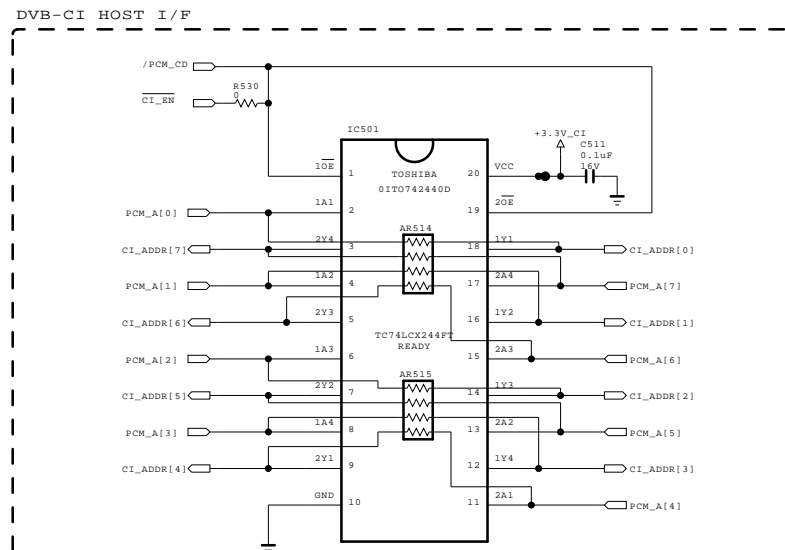 DVB-CI HOST I/F
/PCM_CD
R530
0
CI_EN
IC501
+3.3V_CI
C511
0.1uF
16V
1OE
1
TOSHIBA
0ITO742440D
20
VCC
2
19
2OE
PCM_A[0]
1A1
AR514
CI_ADDR[7]
2Y4
3
18
1Y1
CI_ADDR[0]
PCM_A[1]
1A2
4
17
2A4
PCM_A[7]
CI_ADDR[6]
2Y3
5
16
1Y2
CI_ADDR[1]
TC74LCX244FT
READY
PCM_A[2]
1A3
6
15
2A3
PCM_A[6]
AR515
CI_ADDR[5]
2Y2
7
14
1Y3
CI_ADDR[2]
PCM_A[3]
1A4
8
13
2A2
PCM_A[5]
CI_ADDR[4]
2Y1
9
12
1Y4
CI_ADDR[3]
GND
10
11
2A1
PCM_A[4]